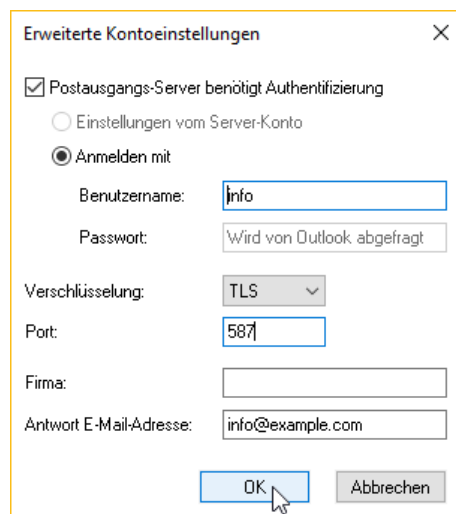 Erweiterte Kontoeinstellungen
Postausgangs-Server benötigt Authentifizierung
Einstellungen vom Server-Konto
Anmelden mit
Benutzername: info
Passwort: Wird von Outlook abgefragt
Verschlüsselung: TLS
Port: 587
Firma:
Antwort E-Mail-Adresse: info@example.com
OK Abbrechen